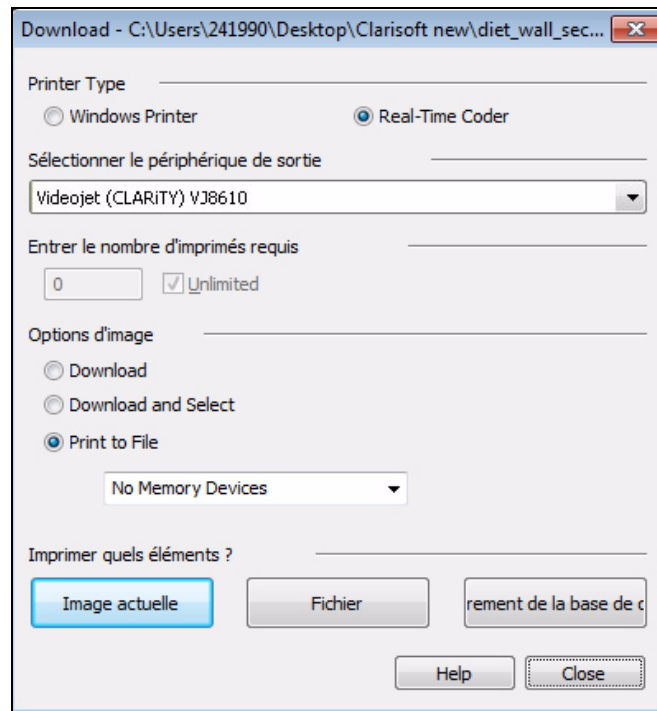 Download - C:\Users\241990\Desktop\Clarisoft new\diet_wall_sec...
Printer Type
Windows Printer Real-Time Coder
Sélectionner le périphérique de sortie
Videojet (CLARiTY) VJ8610
Entrer le nombre d'imprimés requis
0 Unlimited
Options d'image
Download
Download and Select
Print to File
No Memory Devices
Imprimer quels éléments ?
Image actuelle Fichier rement de la base de
Help Close